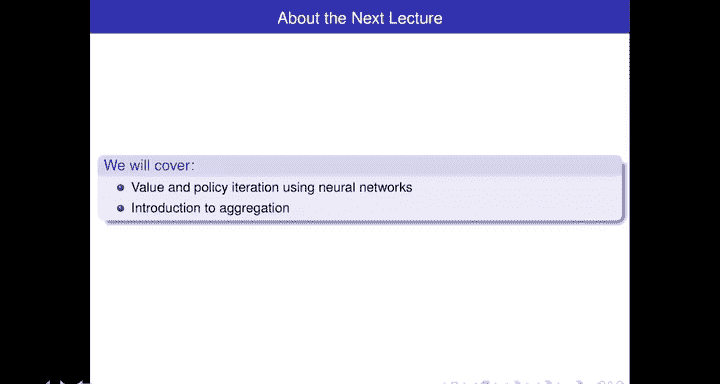 About the Next Lecture
We will cover:
Value and policy iteration using neural networks
Introduction to aggregation